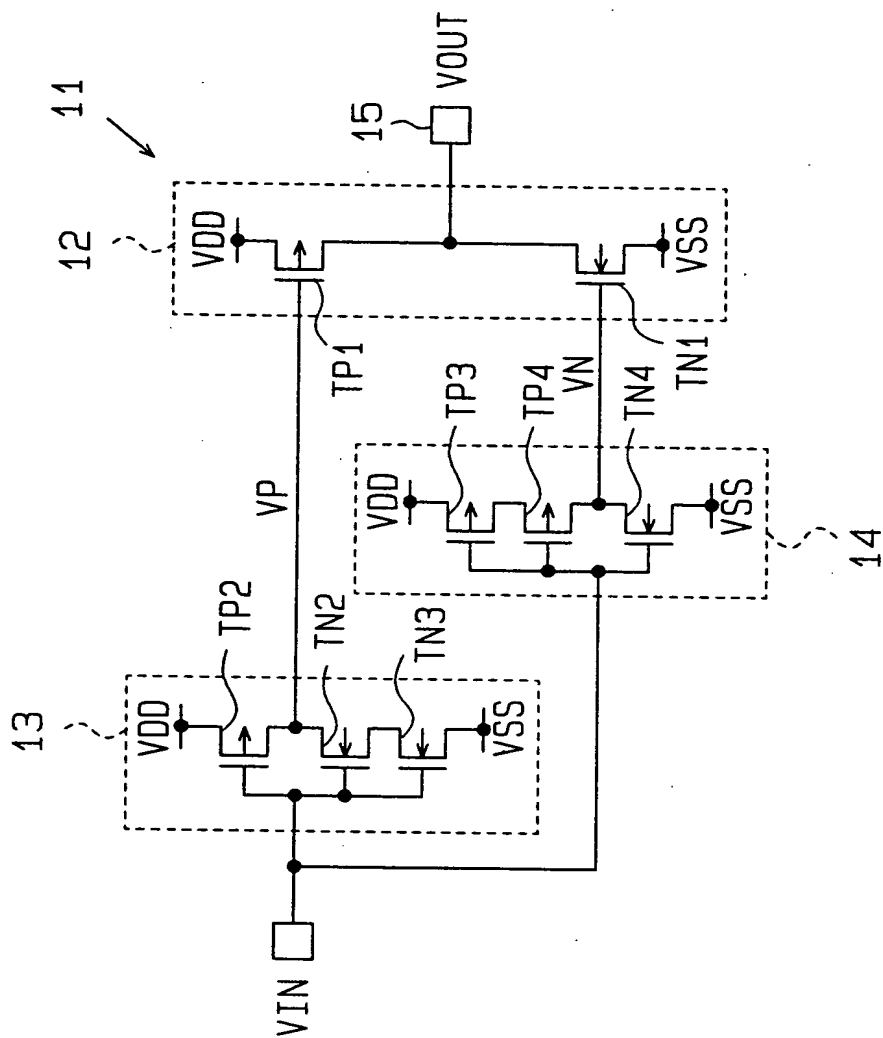 11
12
VDD
15
VOUT
TP1
VSS
TN1
VP
VN
13
VDD
TP2
TN2
TN3
VSS
VDD
TP3
TP4
TN4
VSS
14
VIN